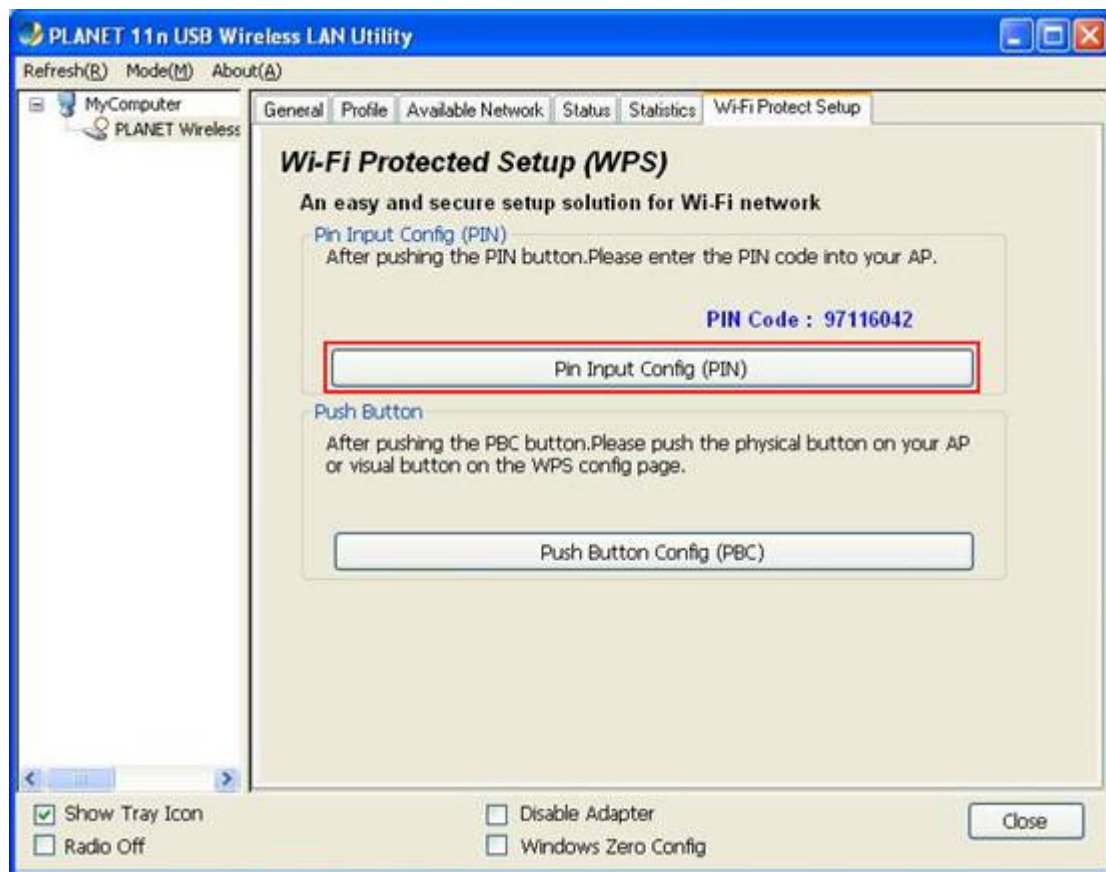 PLANET 11n USB Wireless LAN Utility
Refresh(R) Mode(M) About(A)
MyComputer
PLANET Wireless
General Profile Available Network Status Statistics Wi-Fi Protect Setup
Wi-Fi Protected Setup (WPS)
An easy and secure setup solution for Wi-Fi network
Pin Input Config (PIN)
After pushing the PIN button.Please enter the PIN code into your AP.
PIN Code : 97116042
Pin Input Config (PIN)
Push Button
After pushing the PBC button.Please push the physical button on your AP
or visual button on the WPS config page.
Push Button Config (PBC)
Show Tray Icon
Disable Adapter
Close
Radio Off
Windows Zero Config